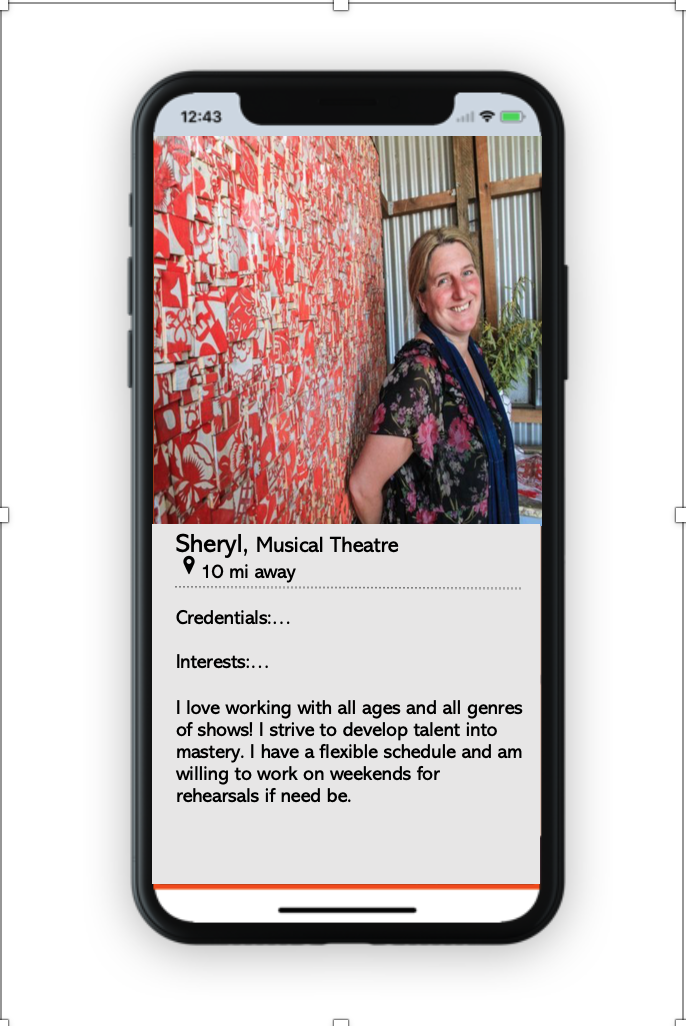 12:43
Sheryl, Musical Theatre
10 mi away
Credentials:...
Interests:...
I love working with all ages and all genres
of shows! I strive to develop talent into
mastery. I have a flexible schedule and am
willing to work on weekends for
rehearsals if need be.